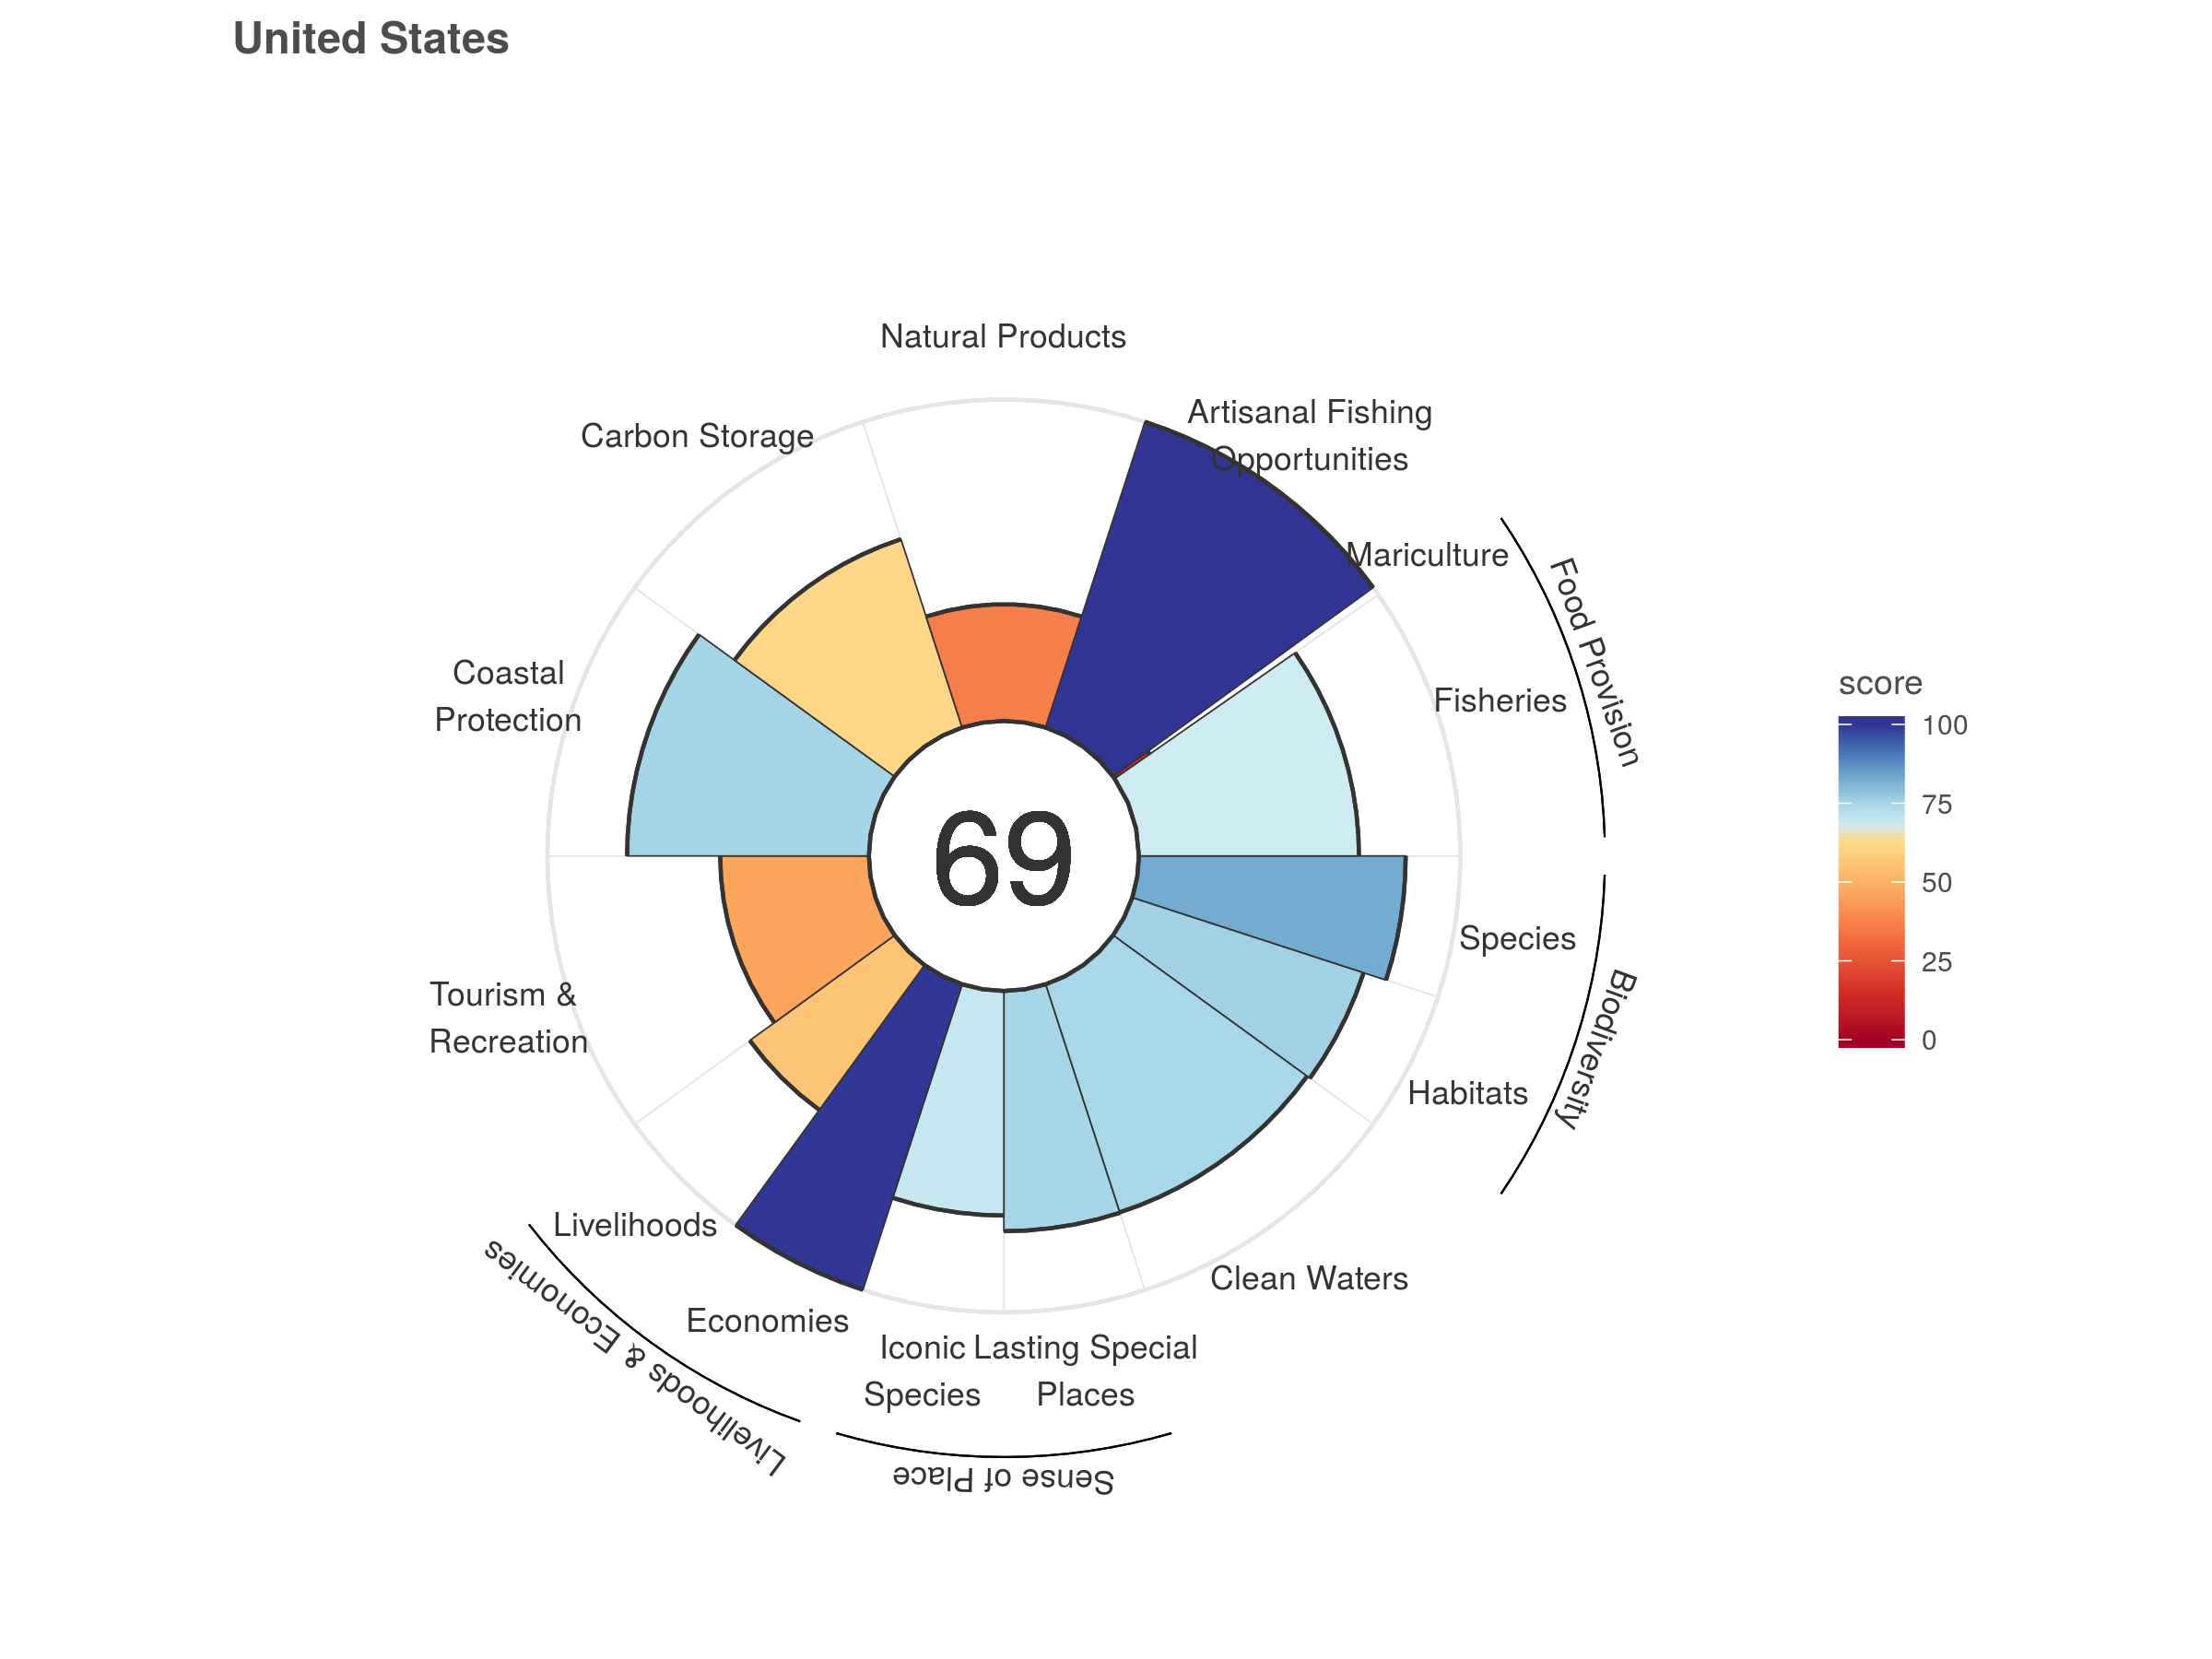 United States
Natural Products
Artisanal Fishing
Opportunities
Carbon Storage
Mariculture
Food Provision
Coastal
Protection
Fisheries
score
100
75
50
25
0
69
Species
Biodiversity
Tourism &
Recreation
Habitats
Livelihoods
Clean Waters
Economies
Livelihoods & Economies
Iconic
Species
Lasting Special
Places
Sense of Place